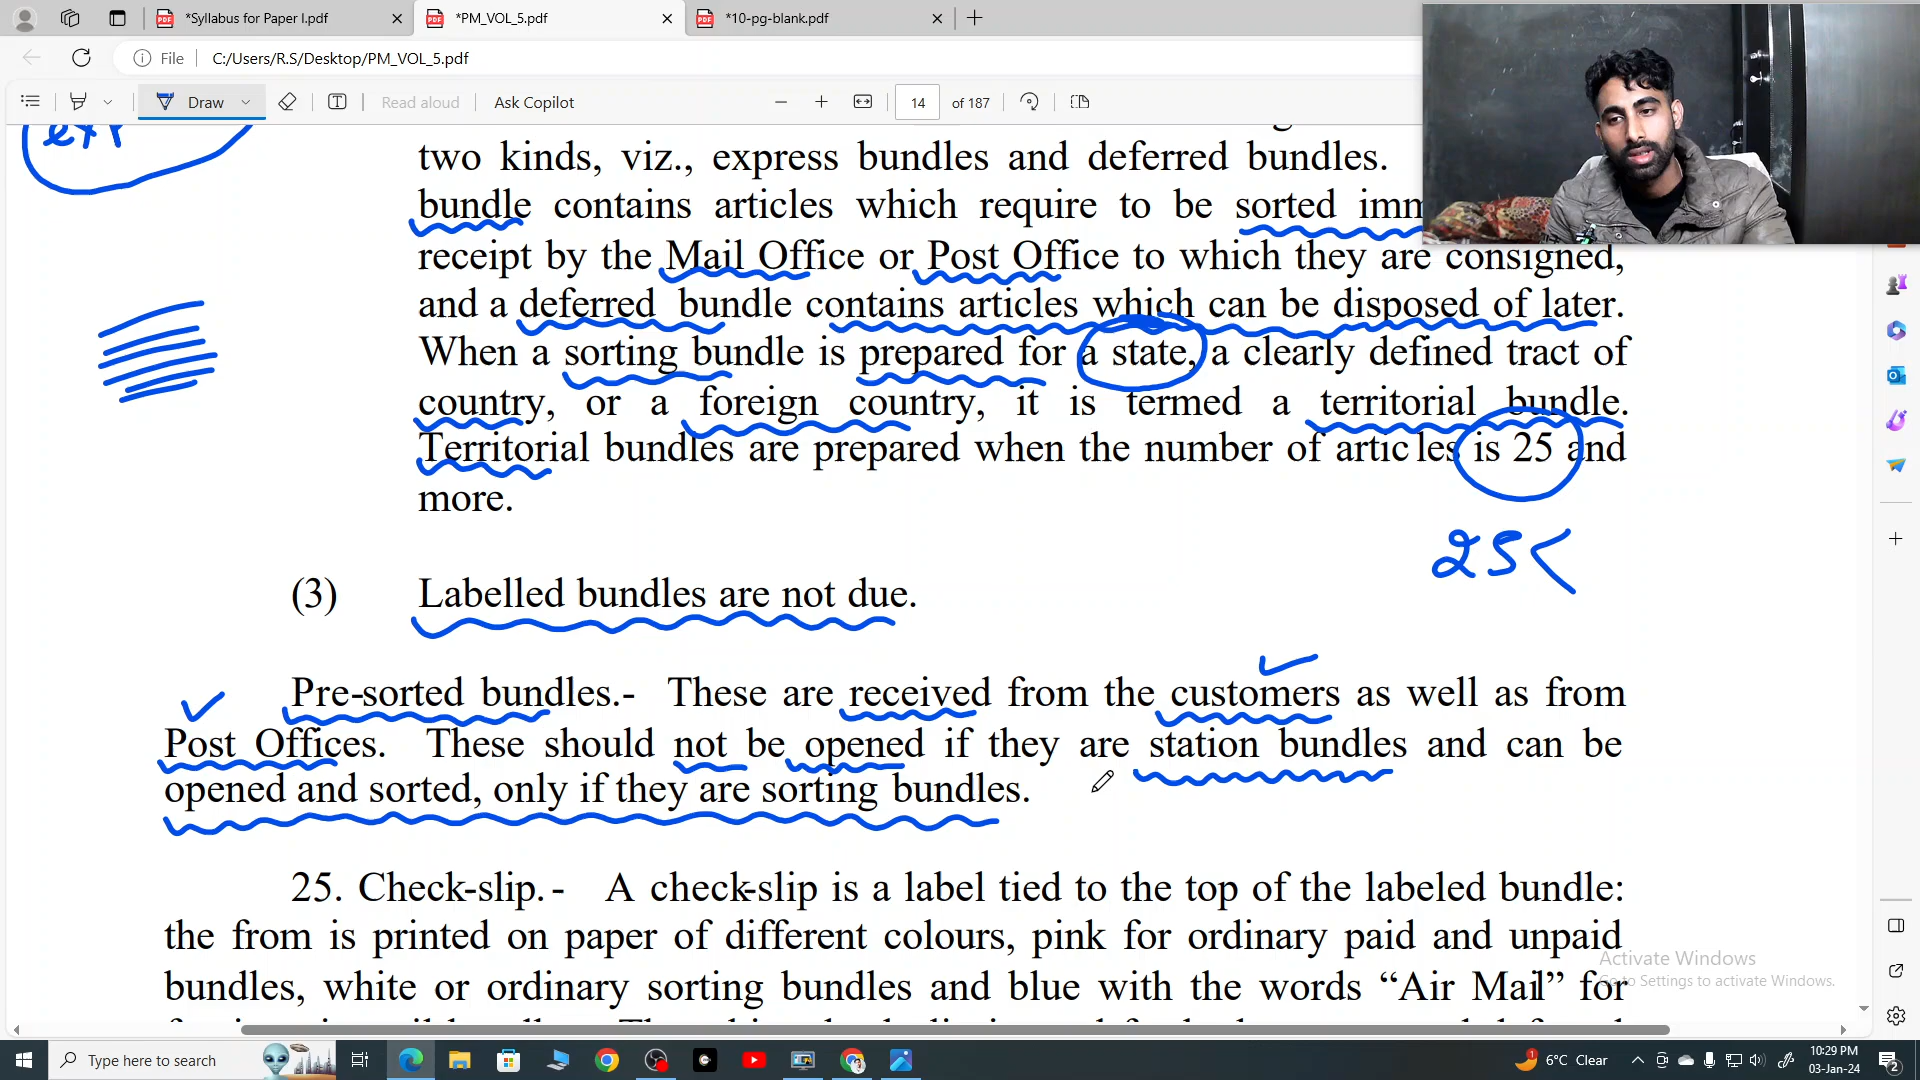 *Syllabus for Paper I.pdf
*PM_VOL_5.pdf
*10-pg-blank.pdf
File
C:/Users/R.S/Desktop/PM_VOL_5.pdf
Draw
Read aloud
Ask Copilot
14
of 187
two kinds, viz., express bundles and deferred bundles.
bundle contains articles which require to be sorted imm
receipt by the Mail Office or Post Office to which they are consigned,
and a deferred bundle contains articles which can be disposed of later.
When a sorting bundle is prepared for a state, a clearly defined tract of
country, or a foreign country, it is termed a territorial bundle.
Territorial bundles are prepared when the number of articles is 25 and
more.
25<
(3) Labelled bundles are not due.
Pre-sorted bundles.- These are received from the customers as well as from
Post Offices. These should not be opened if they are station bundles and can be
opened and sorted, only if they are sorting bundles.
25. Check-slip. - A check-slip is a label tied to the top of the labeled bundle:
the from is printed on paper of different colours, pink for ordinary paid and unpaid
bundles, white or ordinary sorting bundles and blue with the words “Air Mail” for
Activate Windows
Go to Settings to activate Windows.
Type here to search
6°C Clear
10:29 PM
03-Jan-24
2